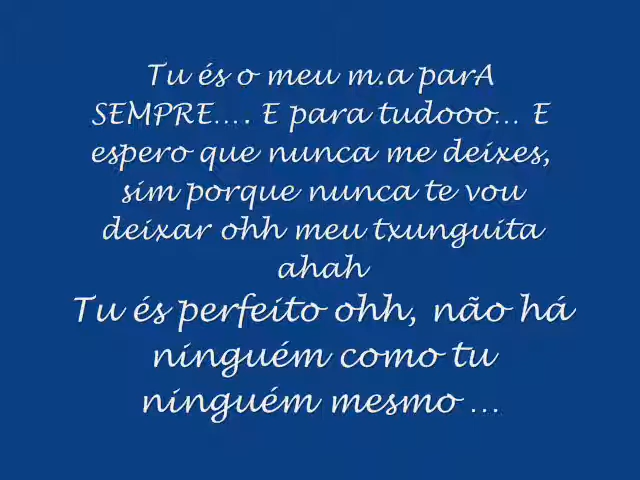 Tu és o meu m.a parA
SEMPRE.... E para tudooo... E
espero que nunca me deixes,
sim porque nunca te vou
deixar ohh meu txunguita
ahah
Tu és perfeito ohh, não há
ninguém como tu
ninguém mesmo ...